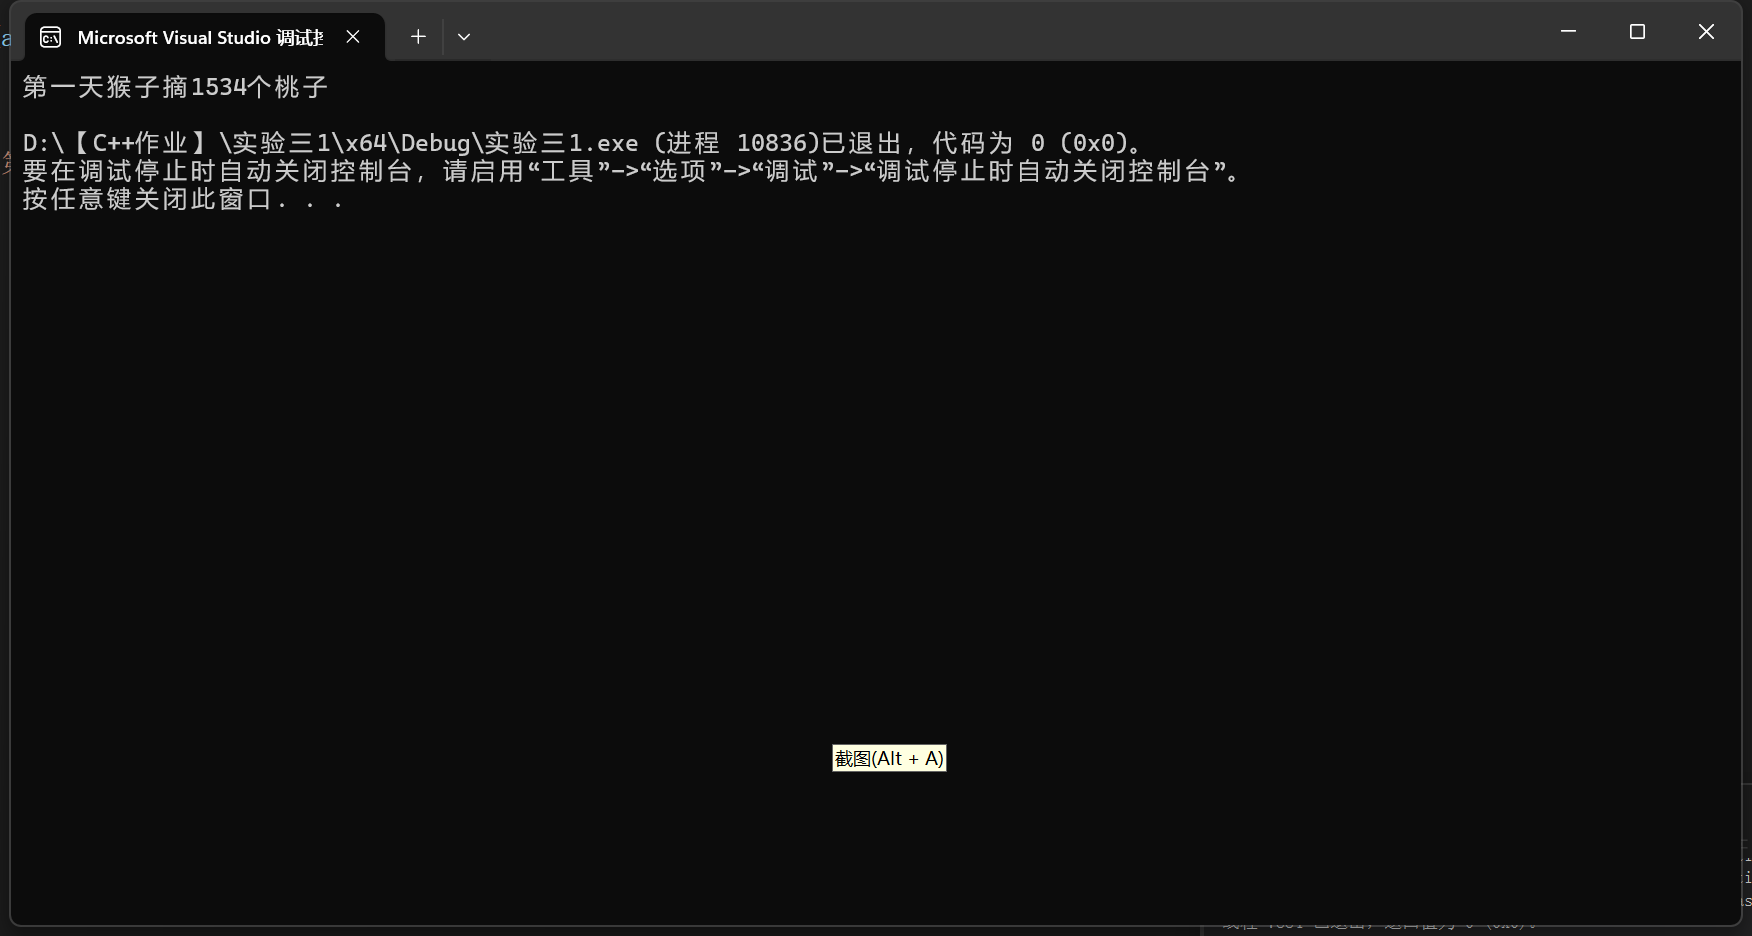 Microsoft Visual Studio 调试
第一天猴子摘1534个桃子
D:\【C++作业】\实验三1\x64\Debug\实验三1.exe (进程 10836)已退出，代码为 0 (0x0)。
要在调试停止时自动关闭控制台，请启用“工具”->“选项”->“调试”->“调试停止时自动关闭控制台”。
按任意键关闭此窗口. . .
截图(Alt + A)